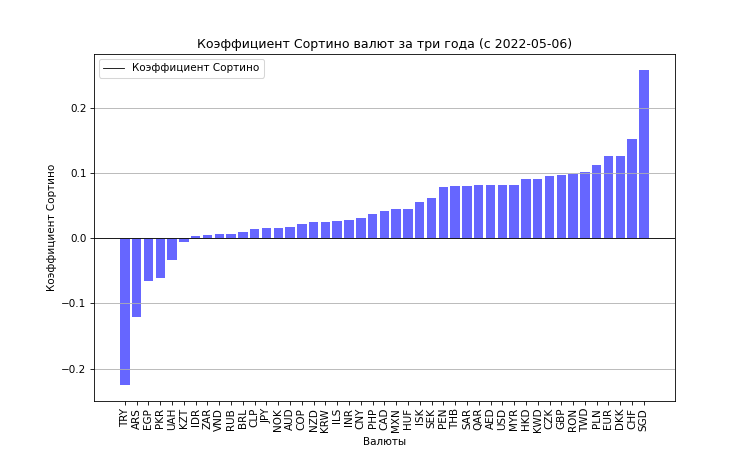 Коэффициент Сортино валют за три года (с 2022-05-06)
Коэффициент Сортино
Коэффициент Сортино
0.2
0.1
0.0
−0.1
−0.2
TRY ARS EGP PKR UAH KZT IDR ZAR VND RUB BRL CLP JPY NOK AUD COP NZD KRW ILS INR CNY PHP CAD MXN HUF ISK SEK PEN THB SAR QAR AED USD MYR HKD KWD CZK GBP RON TWD PLN EUR DKK CHF SGD
Валюты